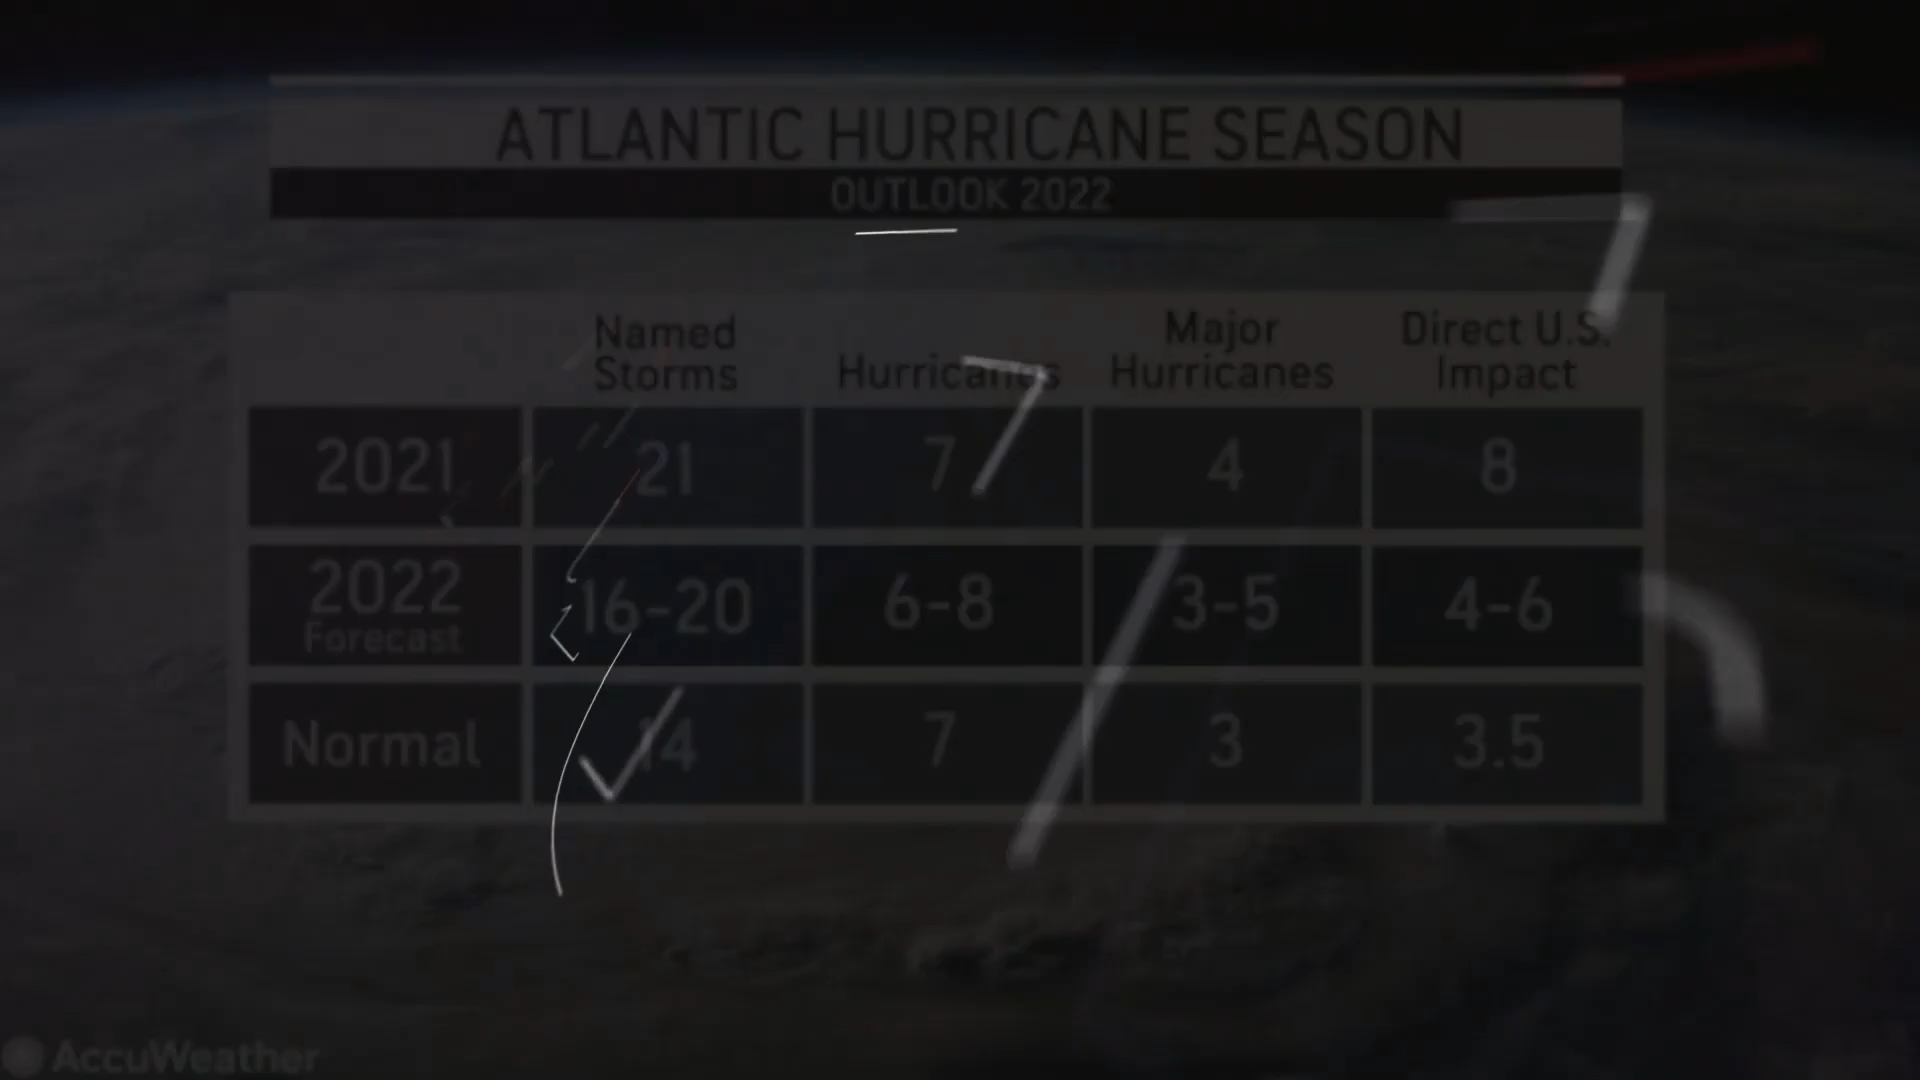 ATLANTIC HURRICANE SEASON
OUTLOOK 2022
Named Storms
Hurricanes
Major Hurricanes
Direct U.S. Impact
2021 21 7 4 8
2022 Forecast 16-20 6-8 3-5 4-6
Normal 14 7 3 3.5
AccuWeather